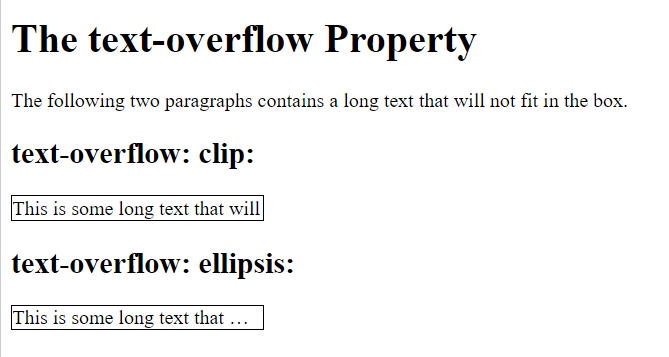 The text-overflow Property
The following two paragraphs contains a long text that will not fit in the box.
text-overflow: clip:
This is some long text that will
text-overflow: ellipsis:
This is some long text that …